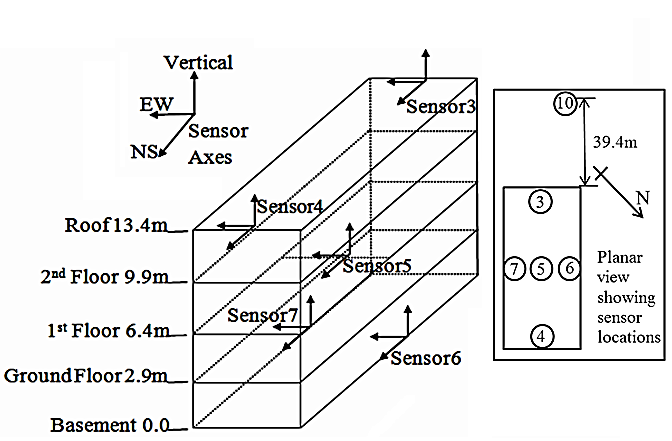 Vertical
EW
Sensor
Axes
NS
Sensor3
Sensor4
Roof 13.4m
Sensor5
2nd Floor 9.9m
Sensor7
1st Floor 6.4m
Sensor6
Ground Floor 2.9m
Basement 0.0
10
39.4m
N
3
7 5 6
4
Planar
view
showing
sensor
locations